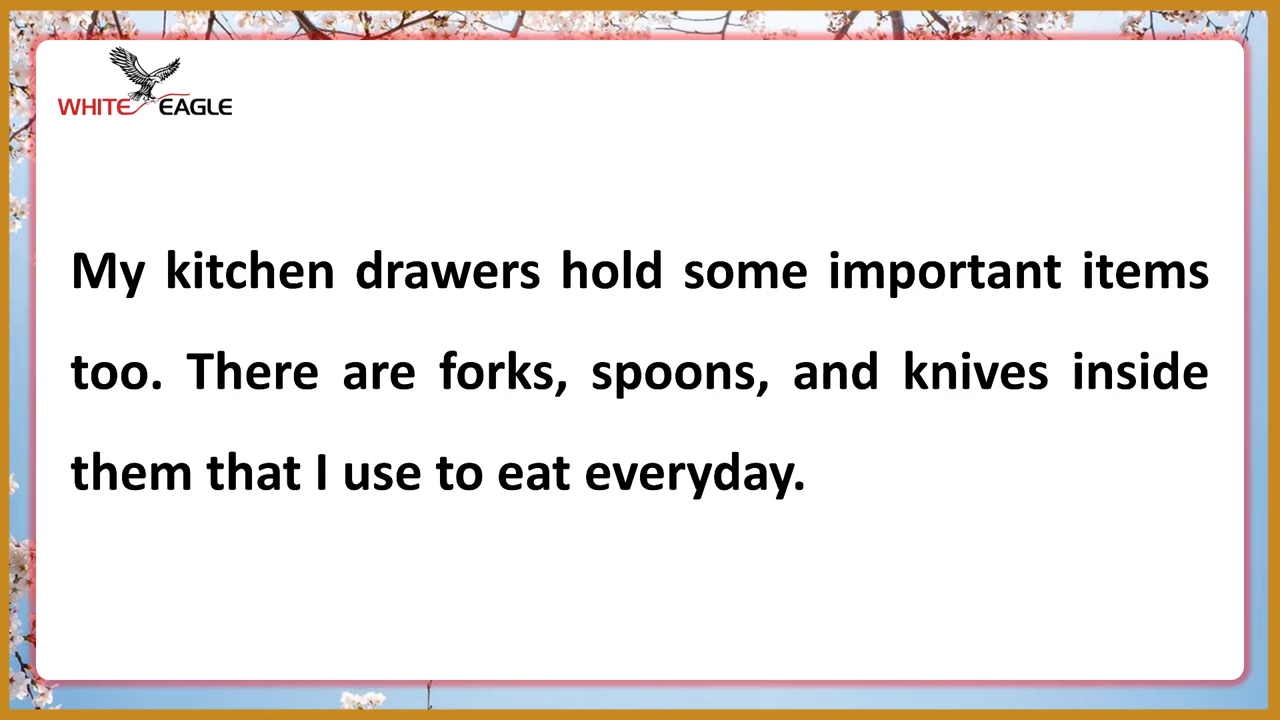 WHITE EAGLE
My kitchen drawers hold some important items
too. There are forks, spoons, and knives inside
them that I use to eat everyday.